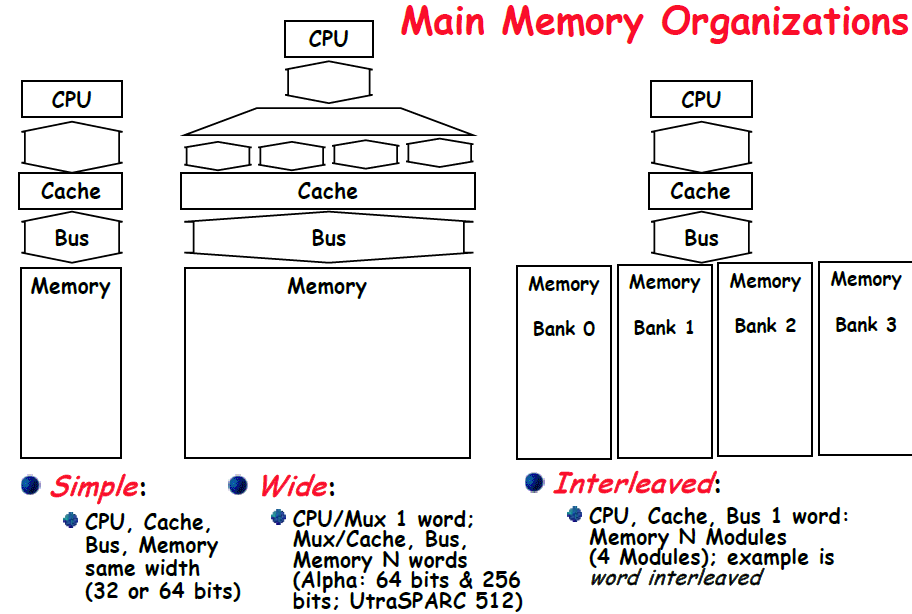 Main Memory Organizations
CPU
Cache
Bus
Memory
CPU
Cache
Bus
Memory
CPU
Cache
Bus
Memory
Bank 0
Memory
Bank 1
Memory
Bank 2
Memory
Bank 3
Simple:
CPU, Cache,
Bus, Memory
same width
(32 or 64 bits)
Wide:
CPU/Mux 1 word;
Mux/Cache, Bus,
Memory N words
(Alpha: 64 bits & 256
bits; UtraSPARC 512)
Interleaved:
CPU, Cache, Bus 1 word:
Memory N Modules
(4 Modules); example is
word interleaved